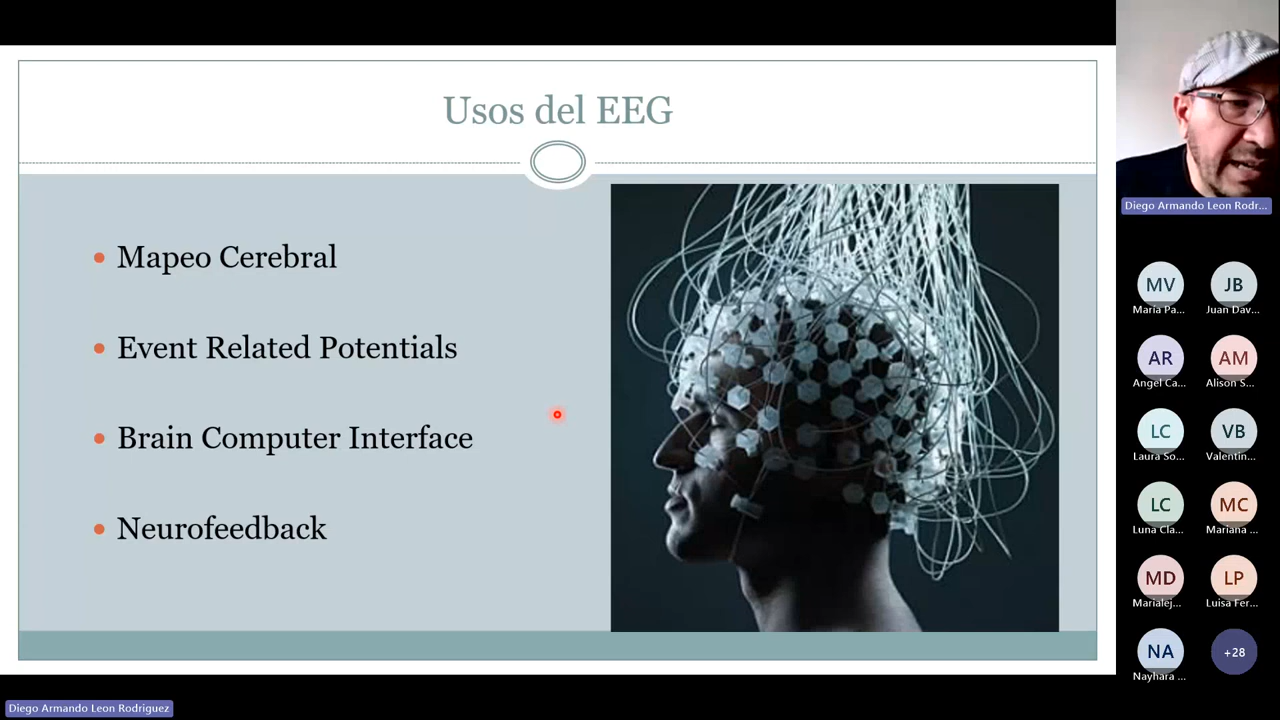 Usos del EEG
Mapeo Cerebral
Event Related Potentials
Brain Computer Interface
Neurofeedback
Diego Armando Leon Rodr...
MV
JB
María Pa...
Juan Dav...
AR
AM
Angel Ca...
Alison S...
LC
VB
Laura So...
Valentin...
LC
MC
Luna Cla...
Mariana ...
MD
LP
Marialej...
Luisa Fer...
NA
+28
Nayhara ...
Diego Armando Leon Rodriguez